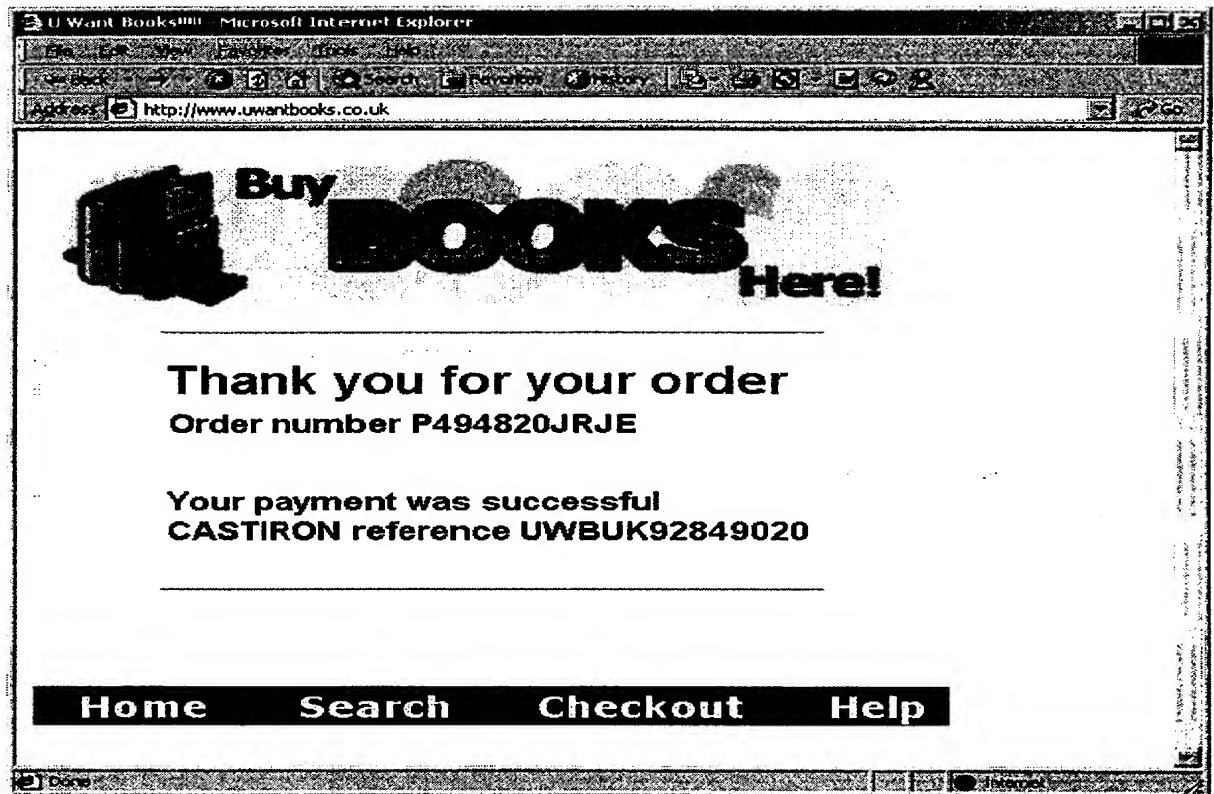 U Want Books!!!!! - Microsoft Internet Explorer
File Edit View Favorites Tools Help
Back Search Favorites History
Address http://www.uwantbooks.co.uk Go
Buy
BOOKS
Here!
Thank you for your order
Order number P494820JRJE
Your payment was successful
CASTIRON reference UWBUK92849020
Home Search Checkout Help
Done Internet